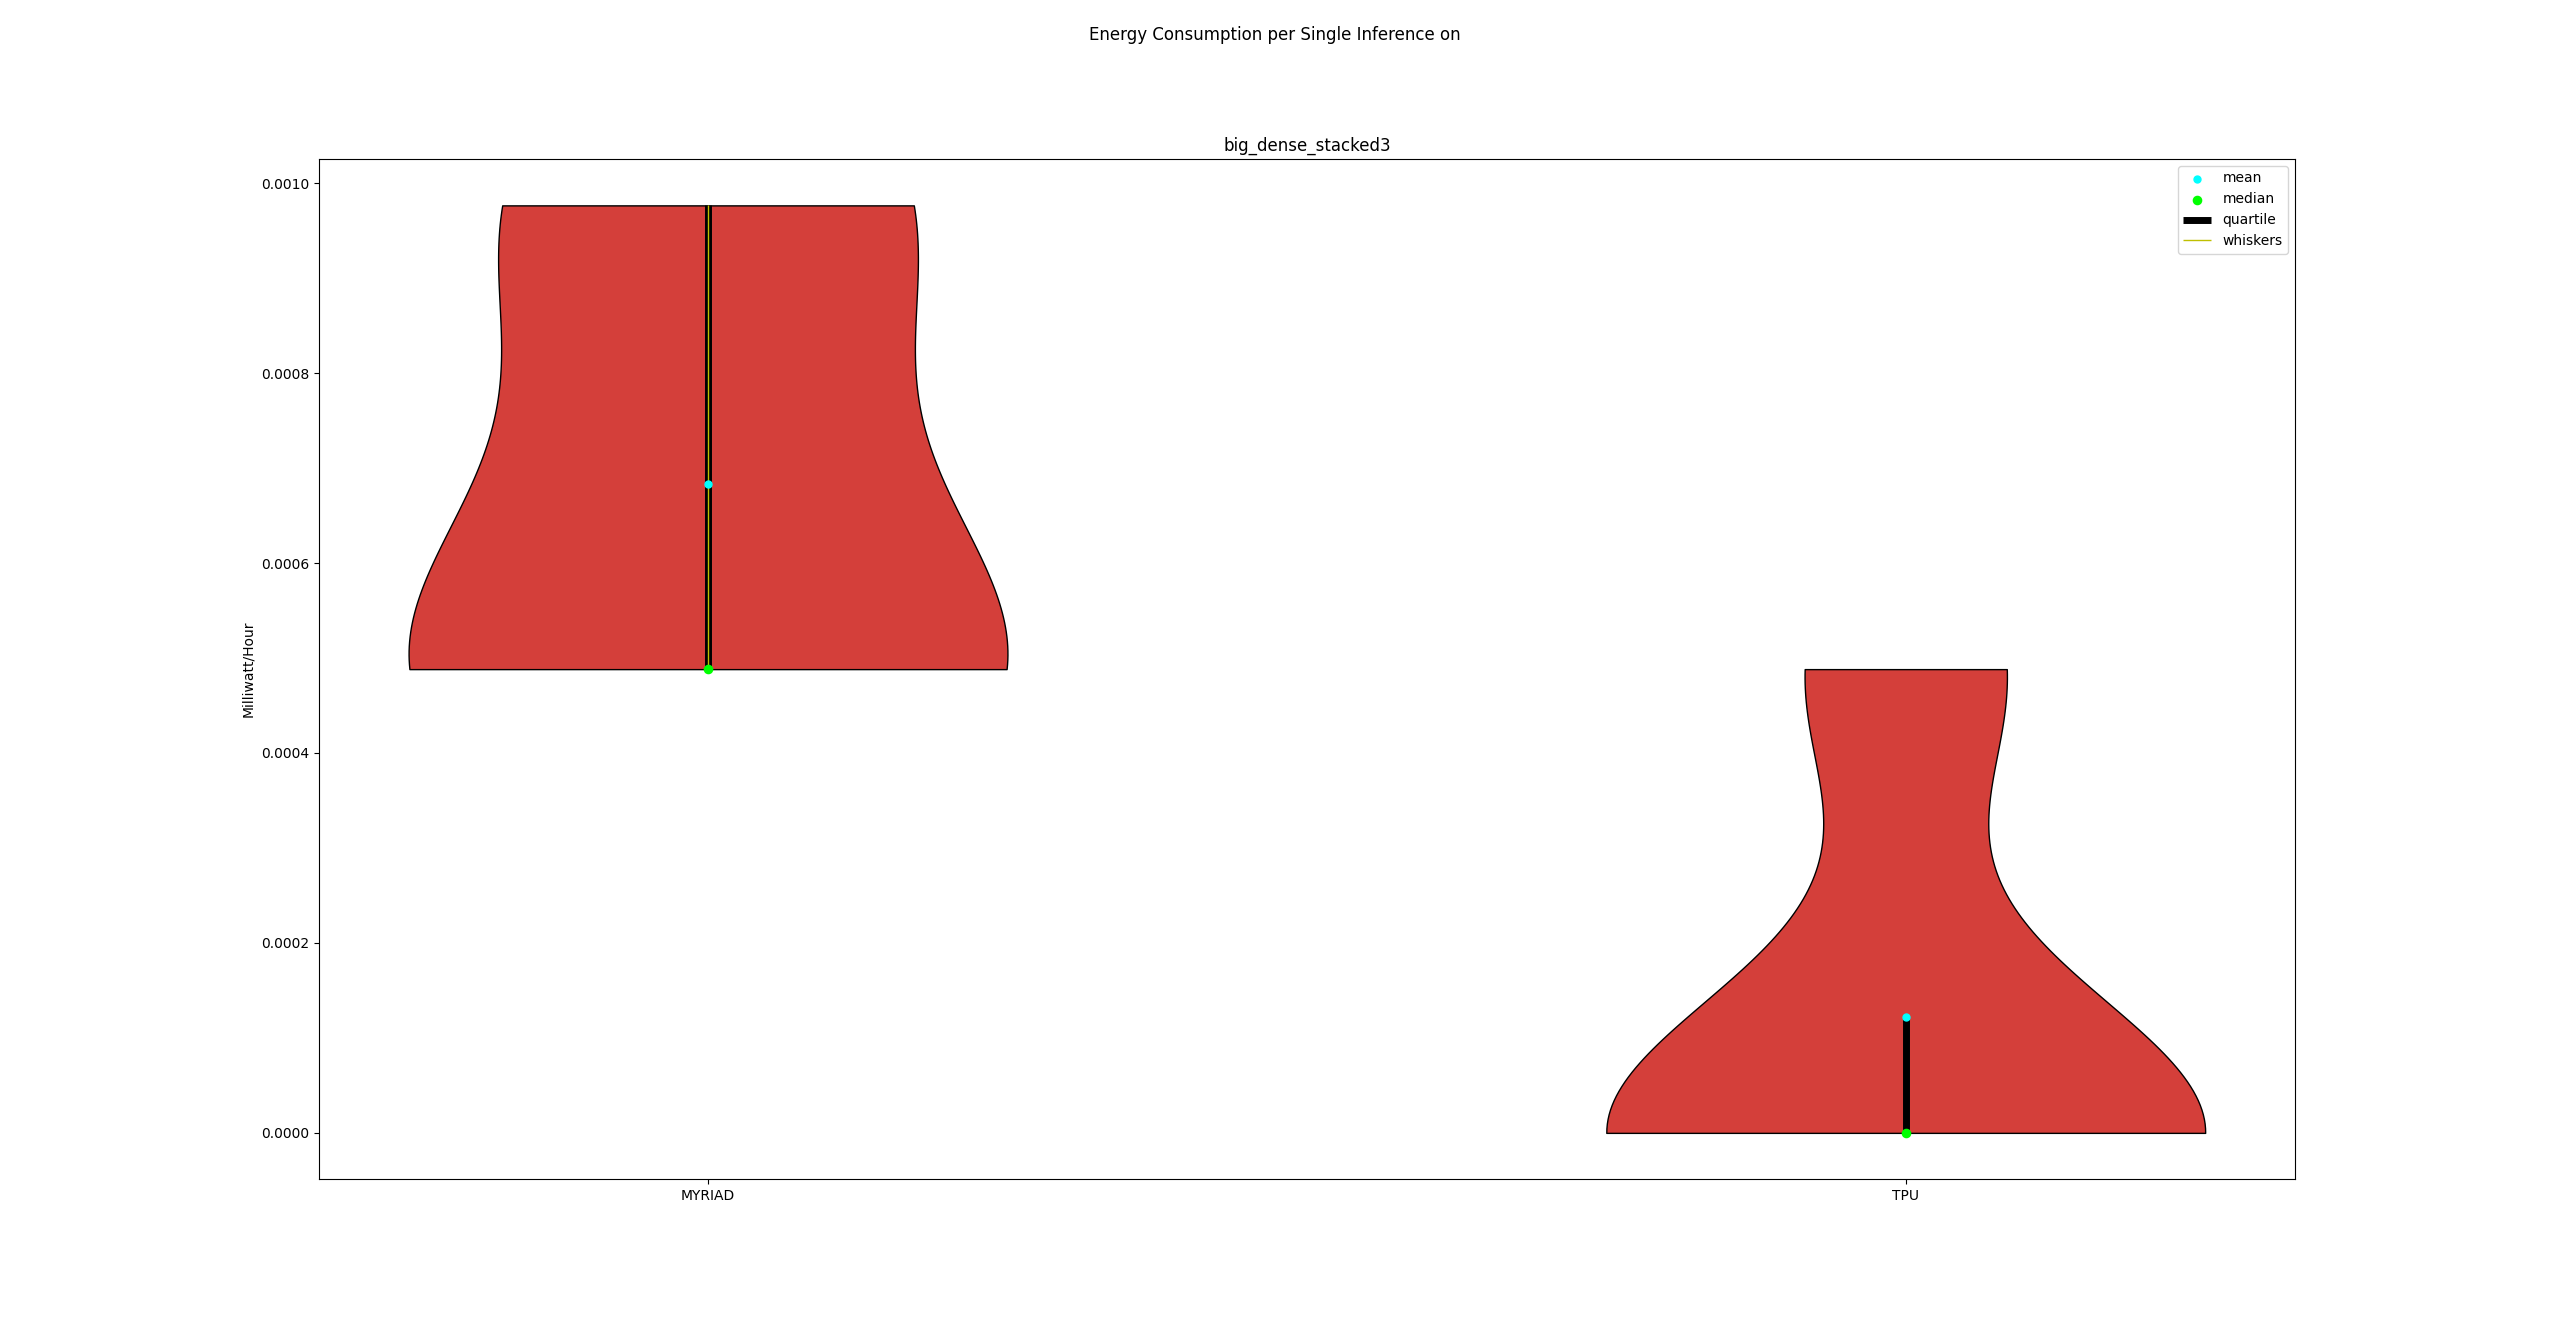 Energy Consumption per Single Inference on
big_dense_stacked3
mean
median
quartile
whiskers
0.0010
0.0008
0.0006
0.0004
0.0002
0.0000
Milliwatt/Hour
MYRIAD
TPU